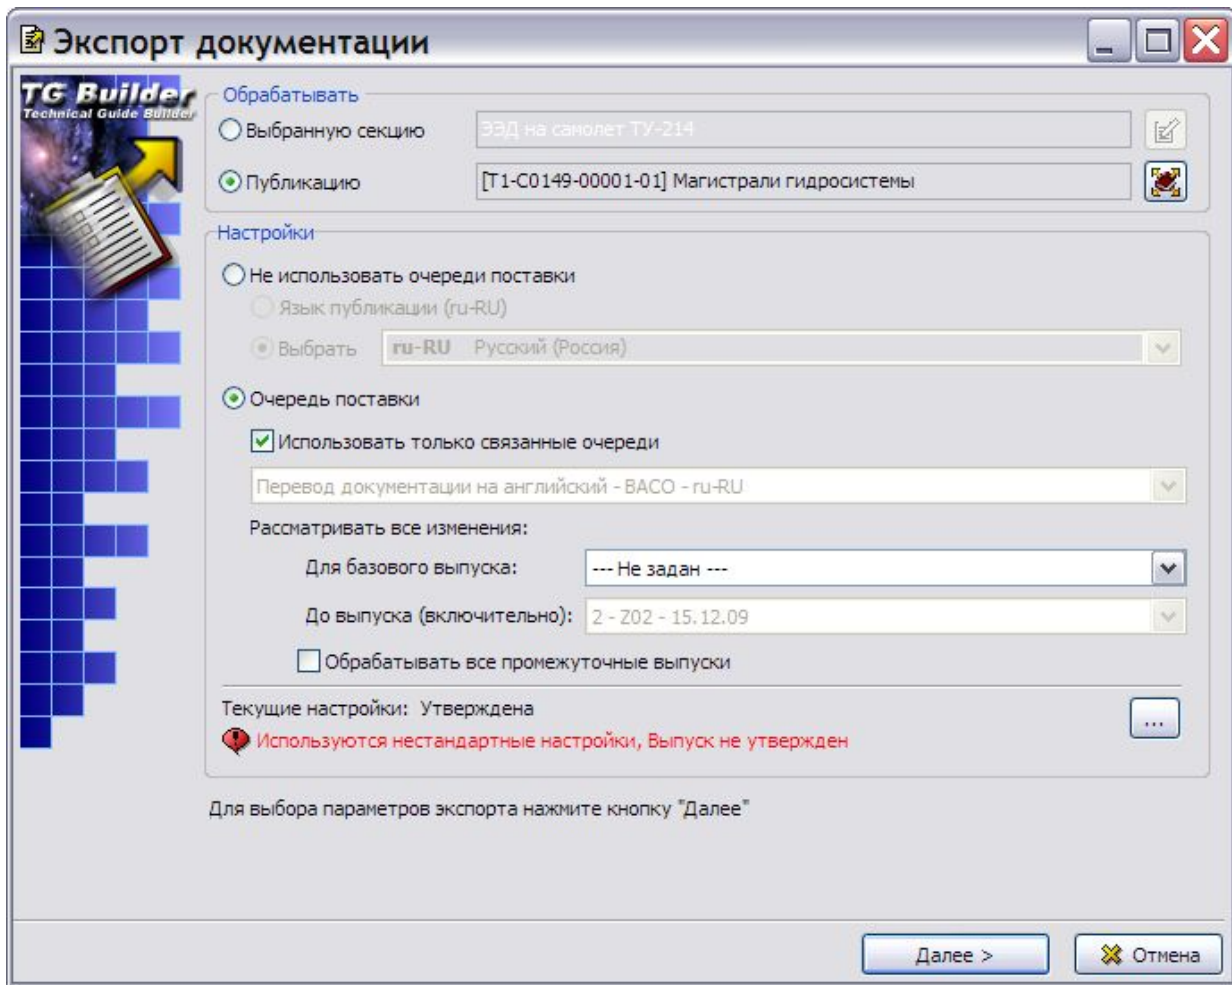 Экспорт документации
TG Builder
Technical Guide Builder
Обрабатывать
Выбранную секцию
ЭЭД на самолет ТУ-214
Публикацию
[T1-C0149-00001-01] Магистрали гидросистемы
Настройки
Не использовать очереди поставки
Язык публикации (ru-RU)
Выбрать ru-RU Русский (Россия)
Очередь поставки
Использовать только связанные очереди
Перевод документации на английский - BACO - ru-RU
Рассматривать все изменения:
Для базового выпуска: --- Не задан ---
До выпуска (включительно): 2 - Z02 - 15.12.09
Обрабатывать все промежуточные выпуски
Текущие настройки: Утверждена
...
Используются нестандартные настройки, Выпуск не утвержден
Для выбора параметров экспорта нажмите кнопку "Далее"
Далее >
Отмена